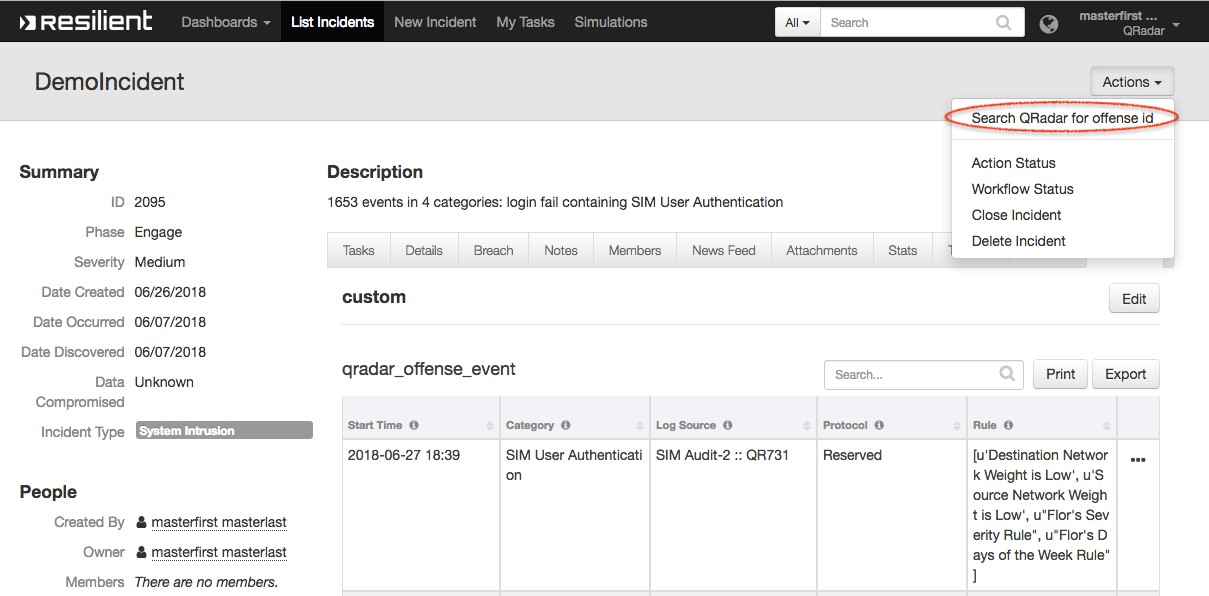 resilient Dashboards List Incidents New Incident My Tasks Simulations All Search masterfirst ...
QRadar
DemoIncident
Actions
Search QRadar for offense id
Action Status
Workflow Status
Close Incident
Delete Incident
Summary
ID 2095
Phase Engage
Severity Medium
Date Created 06/26/2018
Date Occurred 06/07/2018
Date Discovered 06/07/2018
Data Unknown
Compromised
Incident Type System Intrusion
People
Created By masterfirst masterlast
Owner masterfirst masterlast
Members There are no members.
Description
1653 events in 4 categories: login fail containing SIM User Authentication
Tasks Details Breach Notes Members News Feed Attachments Stats
custom
Edit
qradar_offense_event
Search...
Print
Export
Start Time Category Log Source Protocol Rule
2018-06-27 18:39 SIM User Authenticati SIM Audit-2 :: QR731 Reserved [u'Destination Networ ...
on k Weight is Low', u'S
ource Network Weigh
t is Low', u"Flor's Sev
erity Rule", u"Flor's D
ays of the Week Rule"
]